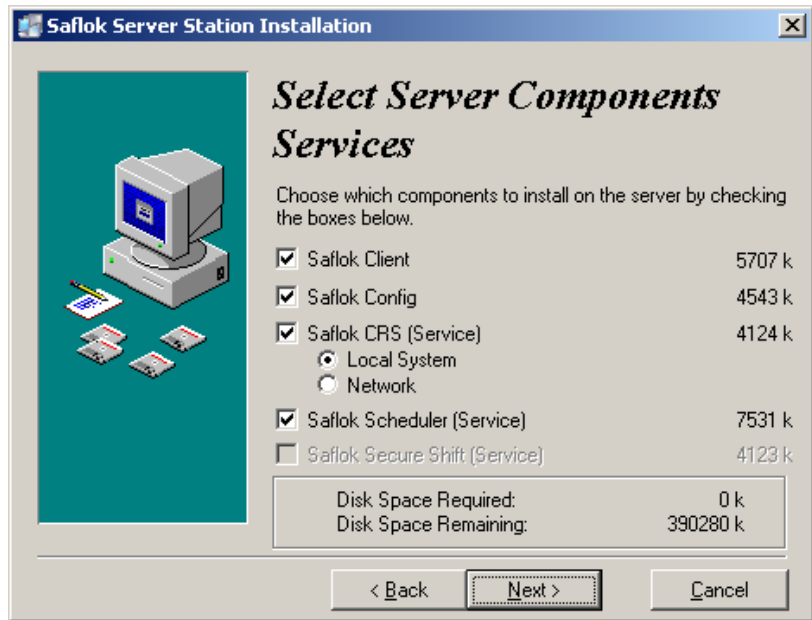 Saflok Server Station Installation
Select Server Components
Services
Choose which components to install on the server by checking
the boxes below.
Saflok Client 5707 k
Saflok Config 4543 k
Saflok CRS (Service) 4124 k
Local System
Network
Saflok Scheduler (Service) 7531 k
Saflok Secure Shift (Service) 4123 k
Disk Space Required: 0 k
Disk Space Remaining: 390280 k
< Back Next > Cancel